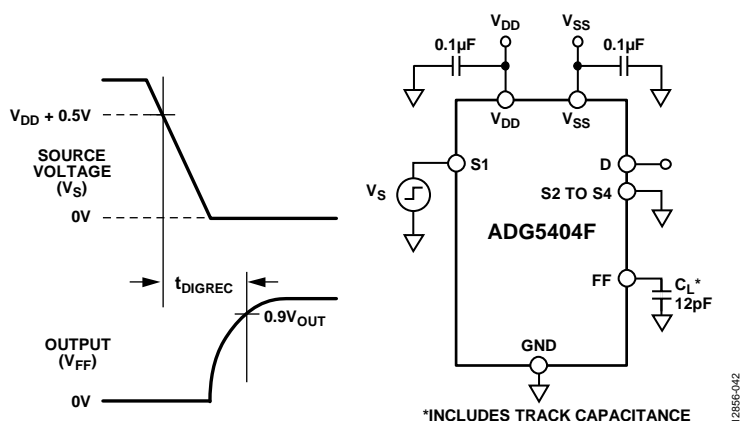 V_DD + 0.5V
SOURCE
VOLTAGE
(V_S)
0V
t_DIGREC
0.9V_OUT
OUTPUT
(V_FF)
0V
V_DD
V_SS
0.1µF
0.1µF
V_DD
V_SS
S1
D
V_S
S2 TO S4
ADG5404F
FF
C_L*
12pF
GND
*INCLUDES TRACK CAPACITANCE
12856-042